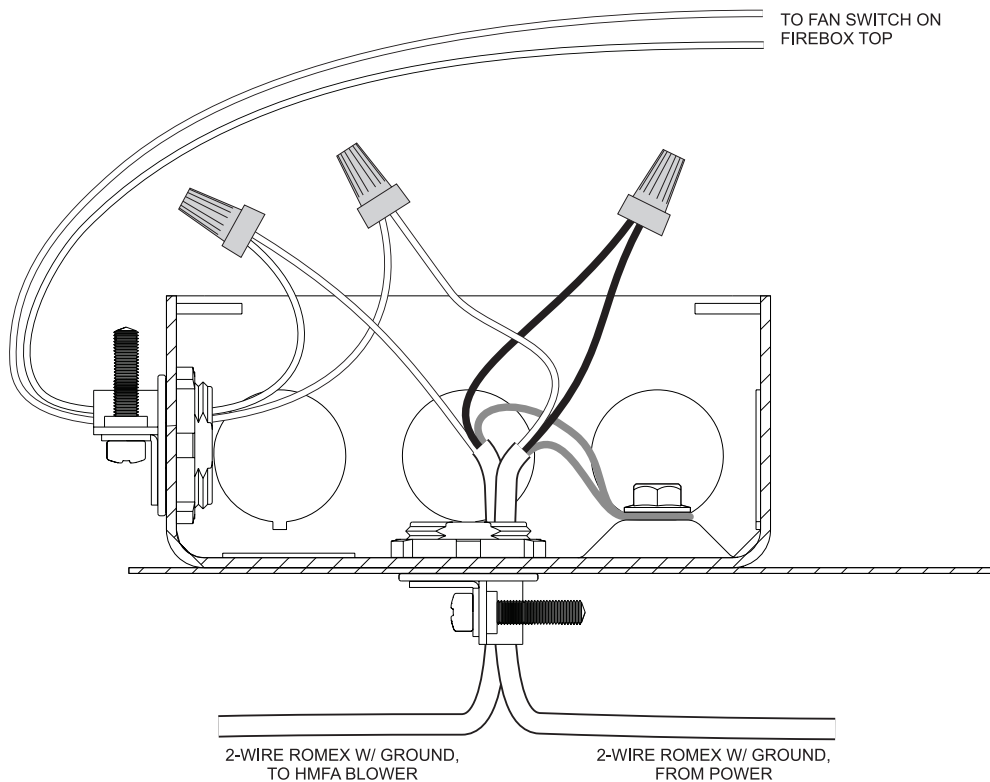 TO FAN SWITCH ON
FIREBOX TOP
2-WIRE ROMEX W/ GROUND,
TO HMFA BLOWER
2-WIRE ROMEX W/ GROUND,
FROM POWER